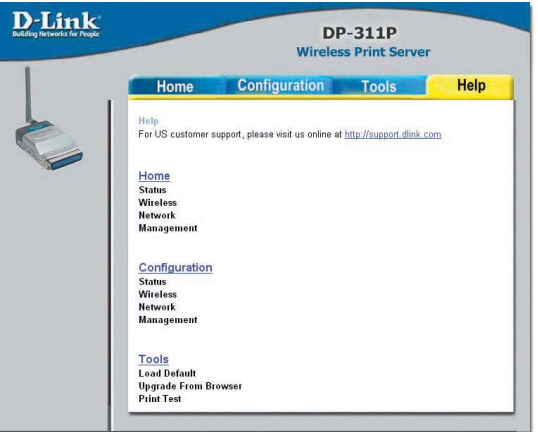 D-Link
Building Networks for People
DP-311P
Wireless Print Server
Home Configuration Tools Help
Help
For US customer support, please visit us online at http://support.dlink.com
Home
Status
Wireless
Network
Management
Configuration
Status
Wireless
Network
Management
Tools
Load Default
Upgrade From Browser
Print Test